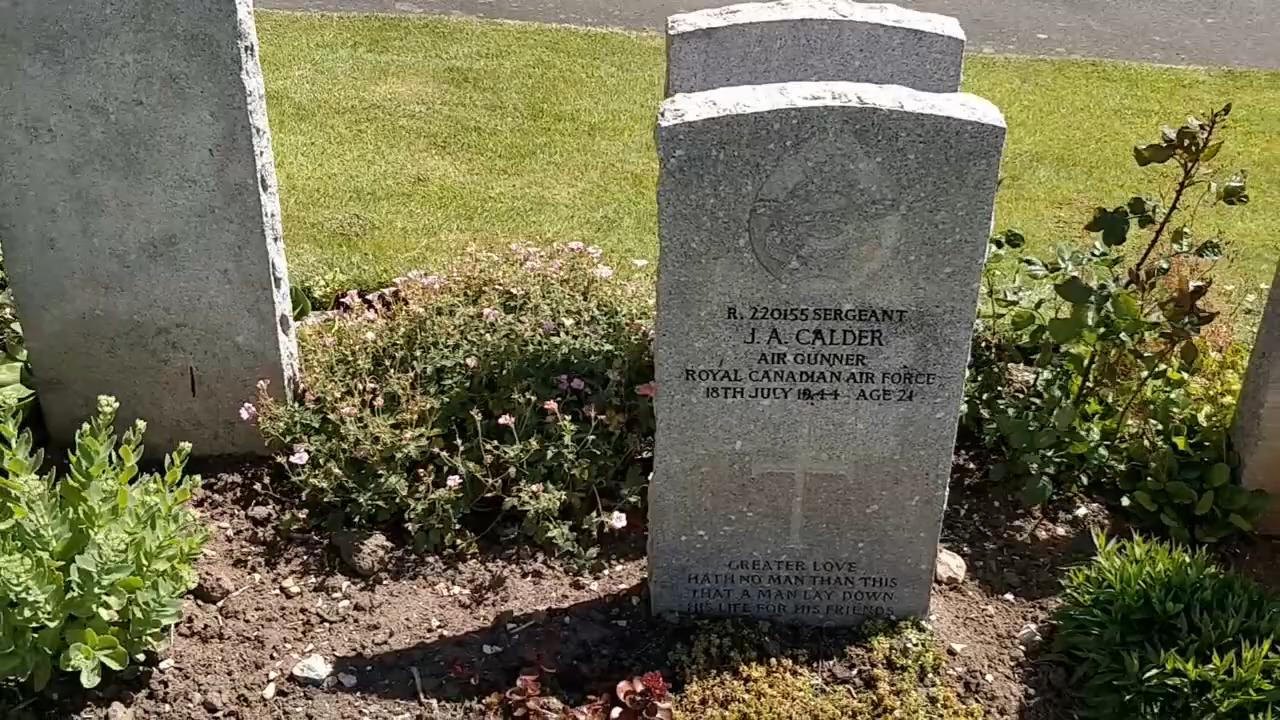 R. 220155 SERGEANT
J. A. CALDER
AIR GUNNER
ROYAL CANADIAN AIR FORCE
18TH JULY 1944 AGE 21
GREATER LOVE
HATH NO MAN THAN THIS
THAT A MAN LAY DOWN
HIS LIFE FOR HIS FRIENDS